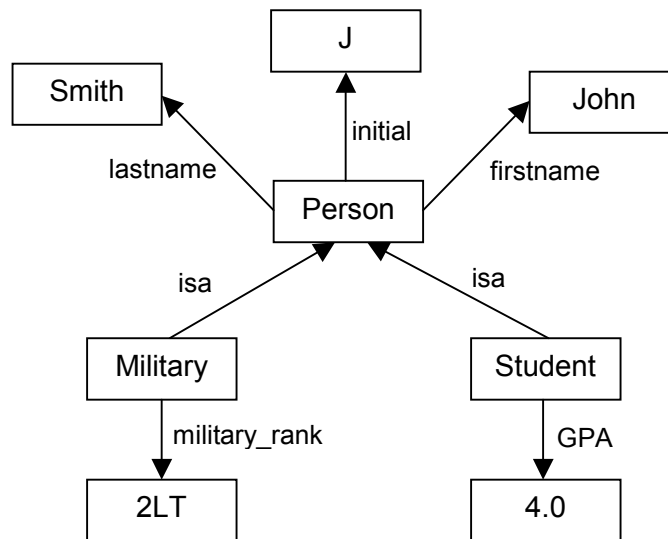 J
Smith
John
initial
lastname
firstname
Person
isa
isa
Military
Student
military_rank
GPA
2LT
4.0